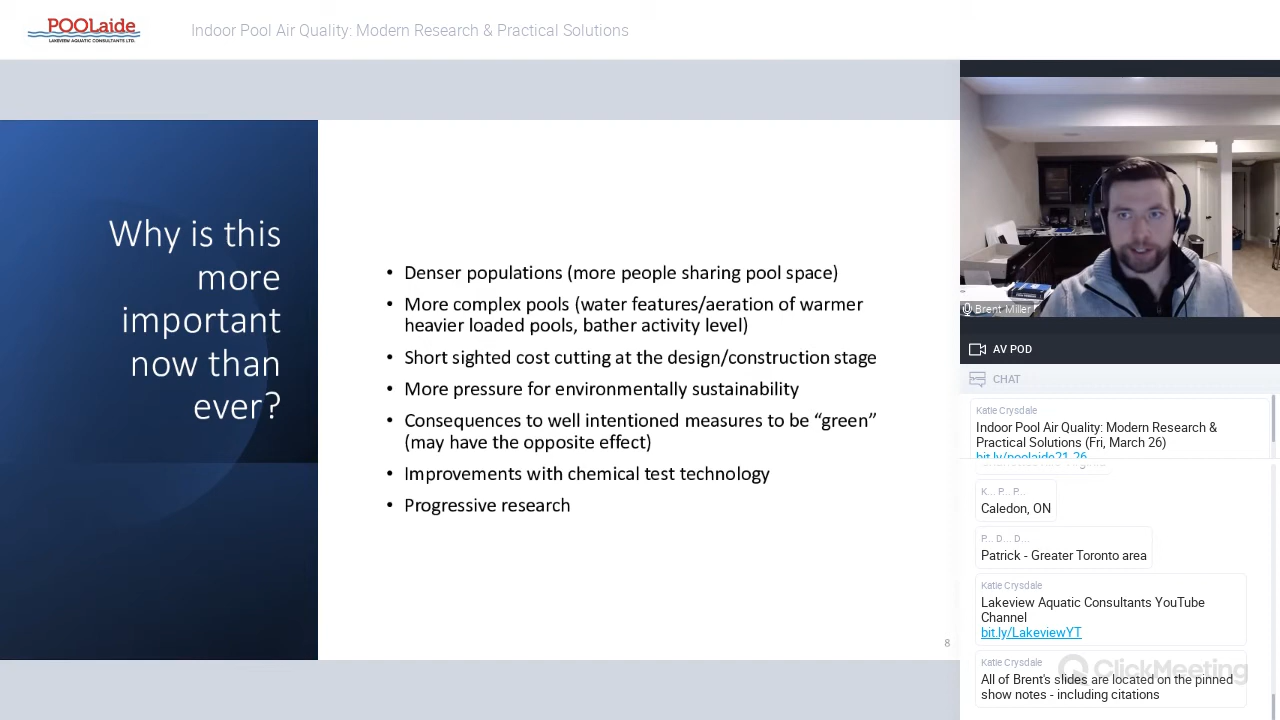 POOLaide
LAKEVIEW AQUATIC CONSULTANTS LTD.
Indoor Pool Air Quality: Modern Research & Practical Solutions
Why is this
more
important
now than
ever?
• Denser populations (more people sharing pool space)
• More complex pools (water features/aeration of warmer
heavier loaded pools, bather activity level)
• Short sighted cost cutting at the design/construction stage
• More pressure for environmentally sustainability
• Consequences to well intentioned measures to be “green”
(may have the opposite effect)
• Improvements with chemical test technology
• Progressive research
8
Brent Miller
AV POD
CHAT
Katie Crysdale
Indoor Pool Air Quality: Modern Research &
Practical Solutions (Fri, March 26)
bit.ly/poolaide21-26
K... P... P...
Caledon, ON
P... D... D...
Patrick - Greater Toronto area
Katie Crysdale
Lakeview Aquatic Consultants YouTube
Channel
bit.ly/LakeviewYT
Katie Crysdale
All of Brent's slides are located on the pinned
show notes - including citations
ClickMeeting